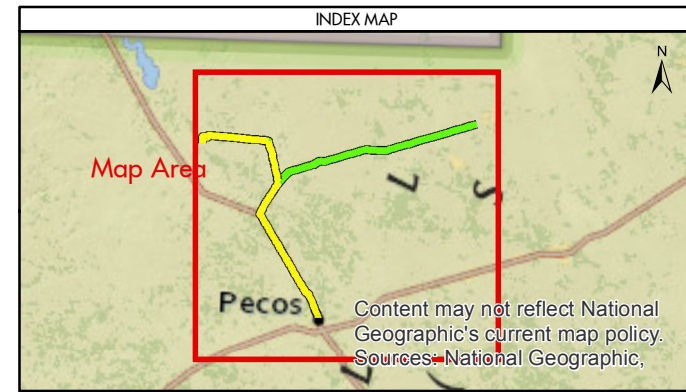 INDEX MAP
N
Map Area
Pecos
Content may not reflect National
Geographic's current map policy.
Sources: National Geographic,